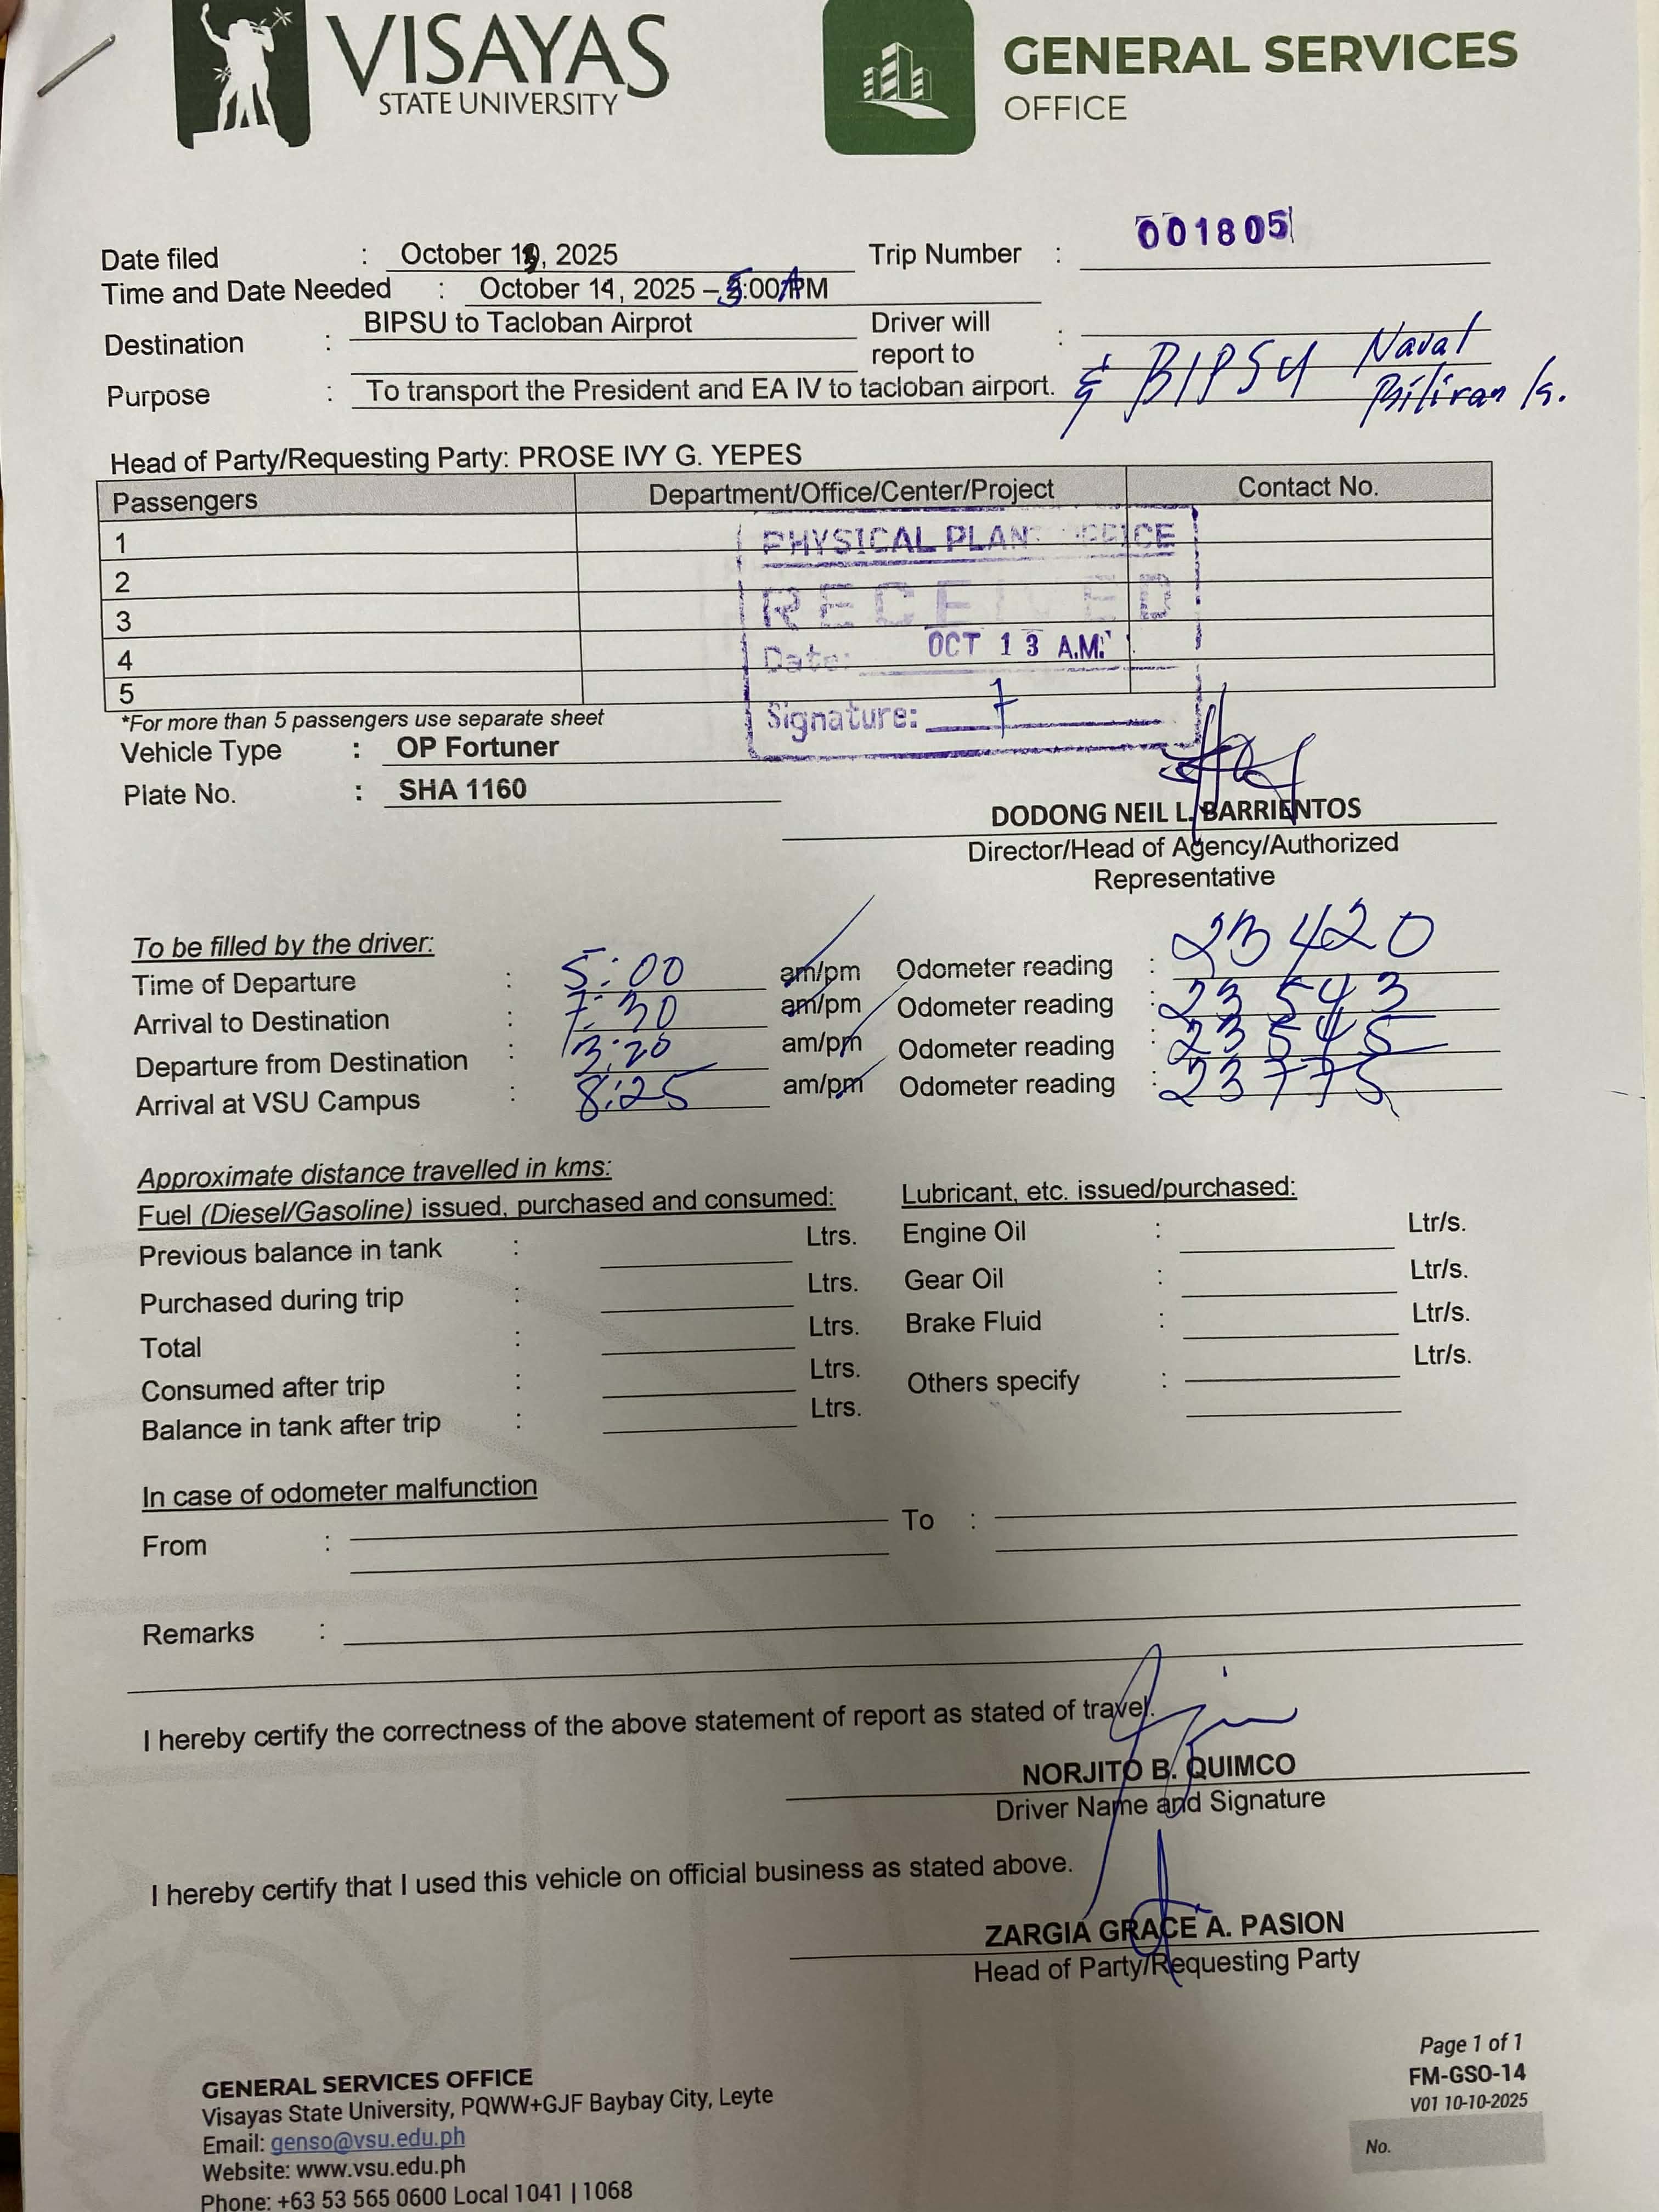 VISAYAS
STATE UNIVERSITY
GENERAL SERVICES
OFFICE
Date filed : October 13, 2025 Trip Number : 001805
Time and Date Needed : October 14, 2025 – 5:00 AM
Destination : BIPSU to Tacloban Airprot Driver will report to : & BIPSU Naval Biliran Is.
Purpose : To transport the President and EA IV to tacloban airport.
Head of Party/Requesting Party: PROSE IVY G. YEPES
Passengers Department/Office/Center/Project Contact No.
1
2
3
4
5
PHYSICAL PLANT OFFICE
RECEIVED
Date: OCT 13 A.M.
Signature:
*For more than 5 passengers use separate sheet
Vehicle Type : OP Fortuner
Plate No. : SHA 1160
DODONG NEIL L. BARRIENTOS
Director/Head of Agency/Authorized
Representative
To be filled by the driver:
Time of Departure : 5:00 am/pm Odometer reading : 23420
Arrival to Destination : 7:30 am/pm Odometer reading : 23543
Departure from Destination : 3:20 am/pm Odometer reading : 23545
Arrival at VSU Campus : 8:25 am/pm Odometer reading : 23775
Approximate distance travelled in kms:
Fuel (Diesel/Gasoline) issued, purchased and consumed: Lubricant, etc. issued/purchased:
Previous balance in tank : Ltrs. Engine Oil : Ltr/s.
Purchased during trip : Ltrs. Gear Oil : Ltr/s.
Total : Ltrs. Brake Fluid : Ltr/s.
Consumed after trip : Ltrs. Others specify : Ltr/s.
Balance in tank after trip : Ltrs.
In case of odometer malfunction
From : To :
Remarks :
I hereby certify the correctness of the above statement of report as stated of travel.
NORJITO B. QUIMCO
Driver Name and Signature
I hereby certify that I used this vehicle on official business as stated above.
ZARGIA GRACE A. PASION
Head of Party/Requesting Party
GENERAL SERVICES OFFICE
Visayas State University, PQWW+GJF Baybay City, Leyte
Email: genso@vsu.edu.ph
Website: www.vsu.edu.ph
Phone: +63 53 565 0600 Local 1041 | 1068
Page 1 of 1
FM-GSO-14
V01 10-10-2025
No.